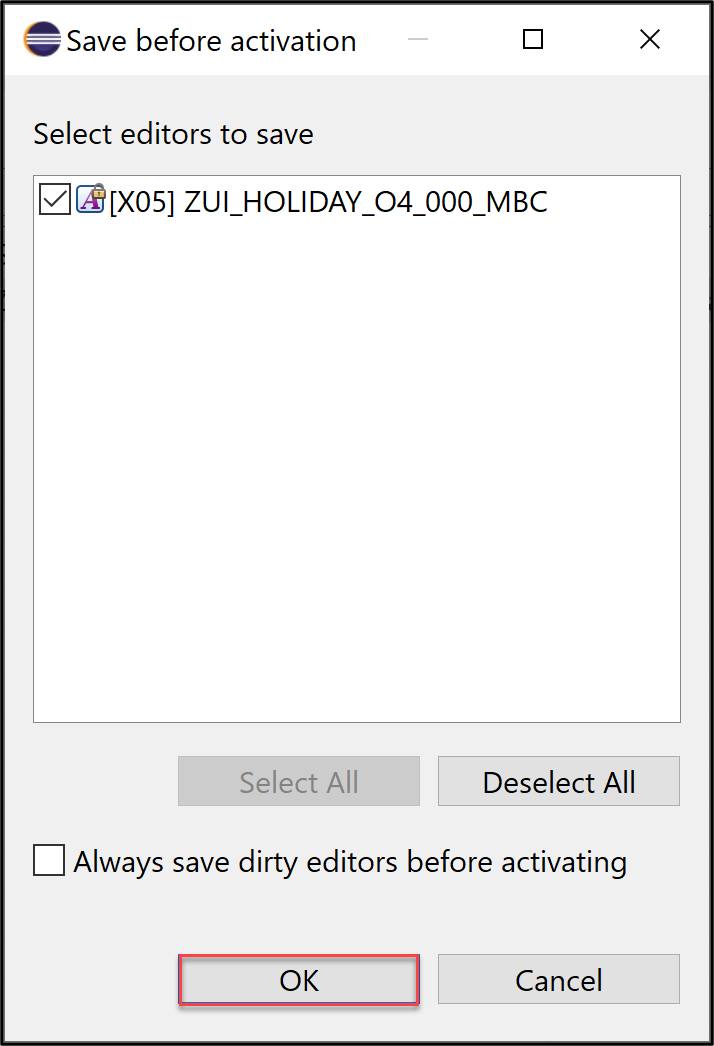 Save before activation
Select editors to save
[X05] ZUI_HOLIDAY_O4_000_MBC
Select All
Deselect All
Always save dirty editors before activating
OK
Cancel